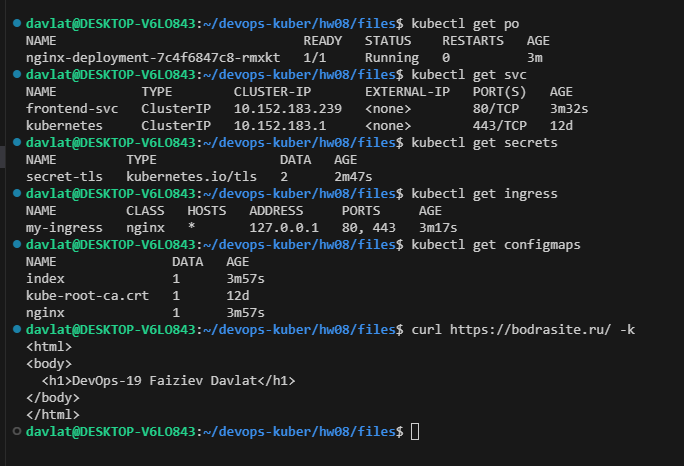 davlat@DESKTOP-V6LO843:~/devops-kuber/hw08/files$ kubectl get po
NAME                                READY   STATUS    RESTARTS   AGE
nginx-deployment-7c4f6847c8-rmxkt   1/1     Running   0          3m
davlat@DESKTOP-V6LO843:~/devops-kuber/hw08/files$ kubectl get svc
NAME           TYPE        CLUSTER-IP       EXTERNAL-IP   PORT(S)   AGE
frontend-svc   ClusterIP   10.152.183.239   <none>        80/TCP    3m32s
kubernetes     ClusterIP   10.152.183.1     <none>        443/TCP   12d
davlat@DESKTOP-V6LO843:~/devops-kuber/hw08/files$ kubectl get secrets
NAME         TYPE                DATA   AGE
secret-tls   kubernetes.io/tls   2      2m47s
davlat@DESKTOP-V6LO843:~/devops-kuber/hw08/files$ kubectl get ingress
NAME         CLASS   HOSTS   ADDRESS     PORTS     AGE
my-ingress   nginx   *       127.0.0.1   80, 443   3m17s
davlat@DESKTOP-V6LO843:~/devops-kuber/hw08/files$ kubectl get configmaps
NAME               DATA   AGE
index              1      3m57s
kube-root-ca.crt   1      12d
nginx              1      3m57s
davlat@DESKTOP-V6LO843:~/devops-kuber/hw08/files$ curl https://bodrasite.ru/ -k
<html>
<body>
  <h1>DevOps-19 Faiziev Davlat</h1>
</body>
</html>
davlat@DESKTOP-V6LO843:~/devops-kuber/hw08/files$